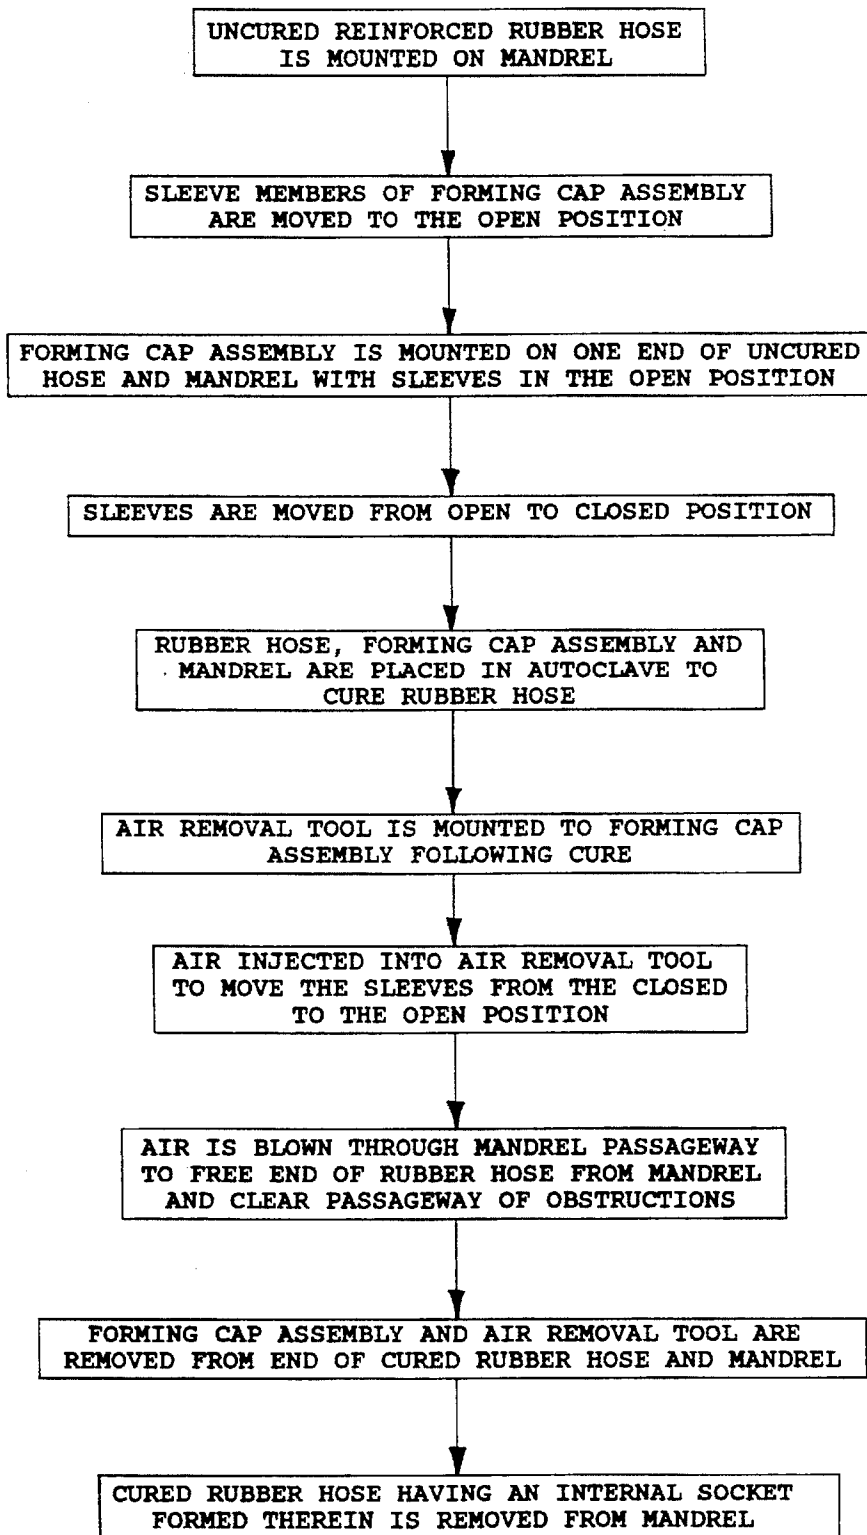 UNCURED REINFORCED RUBBER HOSE
IS MOUNTED ON MANDREL
SLEEVE MEMBERS OF FORMING CAP ASSEMBLY
ARE MOVED TO THE OPEN POSITION
FORMING CAP ASSEMBLY IS MOUNTED ON ONE END OF UNCURED
HOSE AND MANDREL WITH SLEEVES IN THE OPEN POSITION
SLEEVES ARE MOVED FROM OPEN TO CLOSED POSITION
RUBBER HOSE, FORMING CAP ASSEMBLY AND
MANDREL ARE PLACED IN AUTOCLAVE TO
CURE RUBBER HOSE
AIR REMOVAL TOOL IS MOUNTED TO FORMING CAP
ASSEMBLY FOLLOWING CURE
AIR INJECTED INTO AIR REMOVAL TOOL
TO MOVE THE SLEEVES FROM THE CLOSED
TO THE OPEN POSITION
AIR IS BLOWN THROUGH MANDREL PASSAGEWAY
TO FREE END OF RUBBER HOSE FROM MANDREL
AND CLEAR PASSAGEWAY OF OBSTRUCTIONS
FORMING CAP ASSEMBLY AND AIR REMOVAL TOOL ARE
REMOVED FROM END OF CURED RUBBER HOSE AND MANDREL
CURED RUBBER HOSE HAVING AN INTERNAL SOCKET
FORMED THEREIN IS REMOVED FROM MANDREL